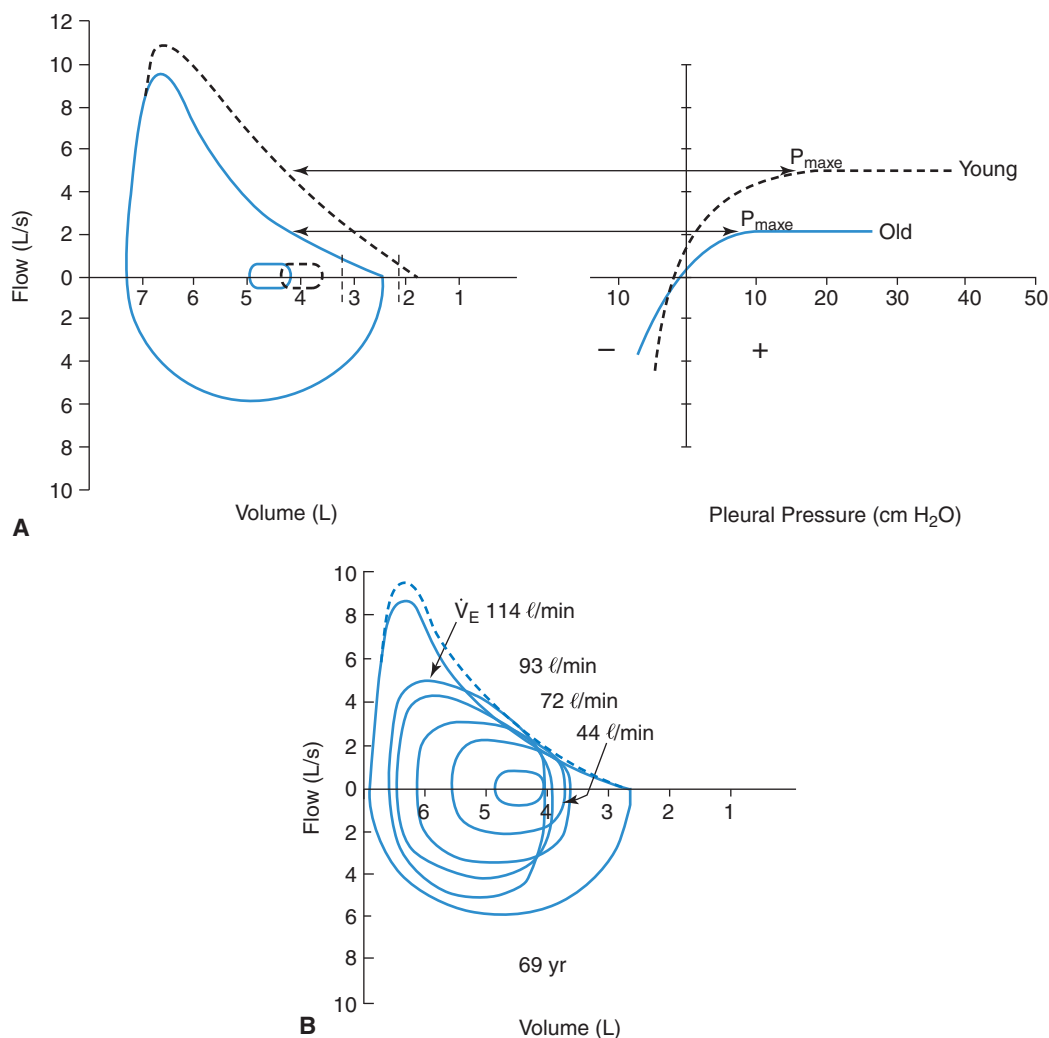 12
10
8
6
4
2
0
2
4
6
8
10
Flow (L/s)
7 6 5 4 3 2 1
Volume (L)
A
Pmaxe
Young
Pmaxe
Old
10 10 20 30 40 50
− +
Pleural Pressure (cm H₂O)
10
8
6
4
2
0
2
4
6
8
10
Flow (L/s)
V̇E 114 ℓ/min
93 ℓ/min
72 ℓ/min
44 ℓ/min
6 5 4 3 2 1
69 yr
B
Volume (L)